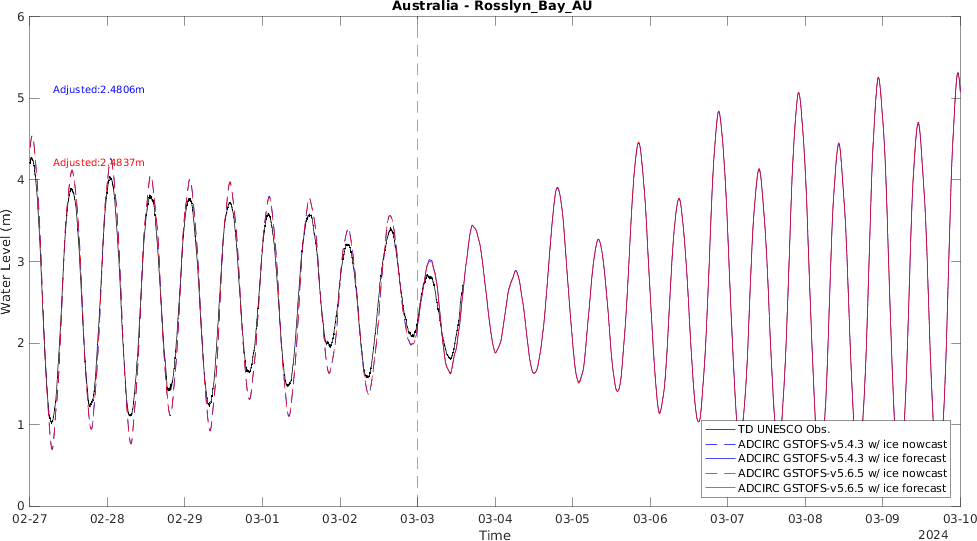 Australia - Rosslyn_Bay_AU
6
5
4
3
2
1
0
Water Level (m)
Adjusted:2.4806m
Adjusted:2.4837m
TD UNESCO Obs.
ADCIRC GSTOFS-v5.4.3 w/ ice nowcast
ADCIRC GSTOFS-v5.4.3 w/ ice forecast
ADCIRC GSTOFS-v5.6.5 w/ ice nowcast
ADCIRC GSTOFS-v5.6.5 w/ ice forecast
02-27 02-28 02-29 03-01 03-02 03-03 03-04 03-05 03-06 03-07 03-08 03-09 03-10
Time
2024